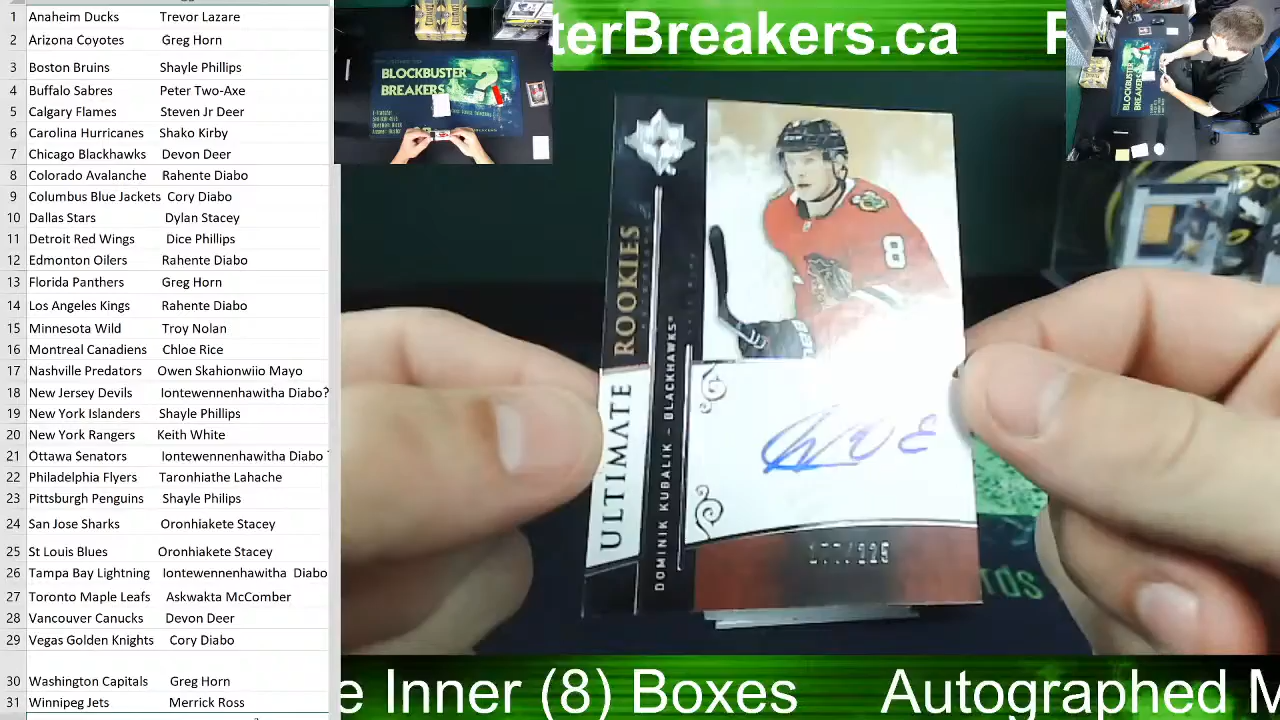 1 Anaheim Ducks Trevor Lazare
2 Arizona Coyotes Greg Horn
3 Boston Bruins Shayle Phillips
4 Buffalo Sabres Peter Two-Axe
5 Calgary Flames Steven Jr Deer
6 Carolina Hurricanes Shako Kirby
7 Chicago Blackhawks Devon Deer
8 Colorado Avalanche Rahente Diabo
9 Columbus Blue Jackets Cory Diabo
10 Dallas Stars Dylan Stacey
11 Detroit Red Wings Dice Phillips
12 Edmonton Oilers Rahente Diabo
13 Florida Panthers Greg Horn
14 Los Angeles Kings Rahente Diabo
15 Minnesota Wild Troy Nolan
16 Montreal Canadiens Chloe Rice
17 Nashville Predators Owen Skahionwiio Mayo
18 New Jersey Devils Iontewennenhawitha Diabo?
19 New York Islanders Shayle Phillips
20 New York Rangers Keith White
21 Ottawa Senators Iontewennenhawitha Diabo
22 Philadelphia Flyers Taronhiathe Lahache
23 Pittsburgh Penguins Shayle Philips
24 San Jose Sharks Oronhiakete Stacey
25 St Louis Blues Oronhiakete Stacey
26 Tampa Bay Lightning Iontewennenhawitha Diabo
27 Toronto Maple Leafs Askwakta McComber
28 Vancouver Canucks Devon Deer
29 Vegas Golden Knights Cory Diabo
30 Washington Capitals Greg Horn
31 Winnipeg Jets Merrick Ross
BLOCKBUSTER
BREAKERS
terBreakers.ca
BLOCKBUSTER
BREAKERS
ULTIMATE ROOKIES
DOMINIK KUBALIK – BLACKHAWKS
8
e Inner (8) Boxes Autographed M